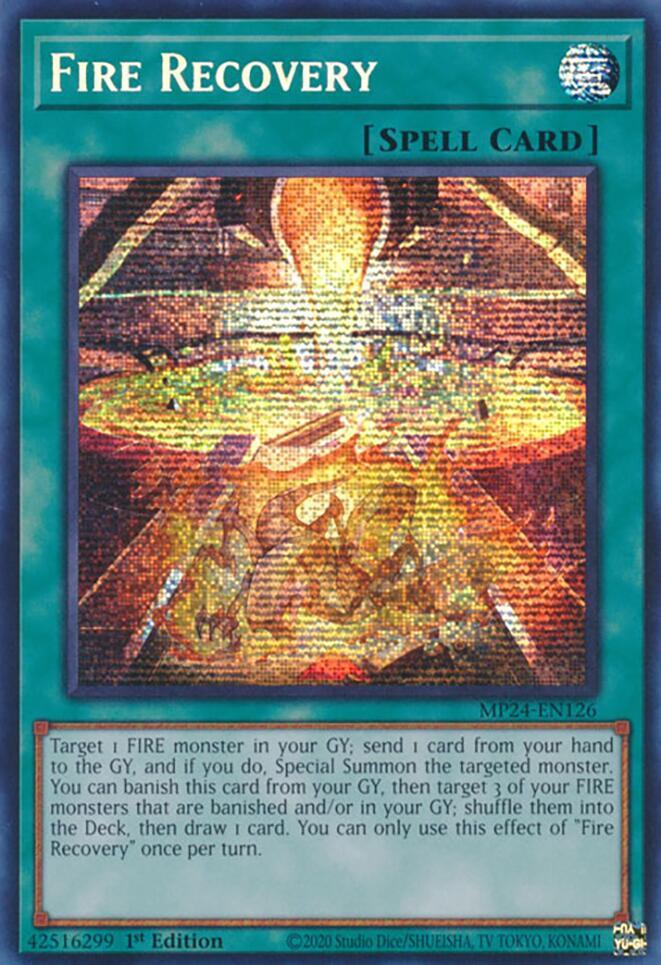 Fire Recovery
[Spell Card]
MP24-EN126
Target 1 FIRE monster in your GY; send 1 card from your hand
to the GY, and if you do, Special Summon the targeted monster.
You can banish this card from your GY, then target 3 of your FIRE
monsters that are banished and/or in your GY; shuffle them into
the Deck, then draw 1 card. You can only use this effect of "Fire
Recovery" once per turn.
42516299 1st Edition
©2020 Studio Dice/SHUEISHA, TV TOKYO, KONAMI